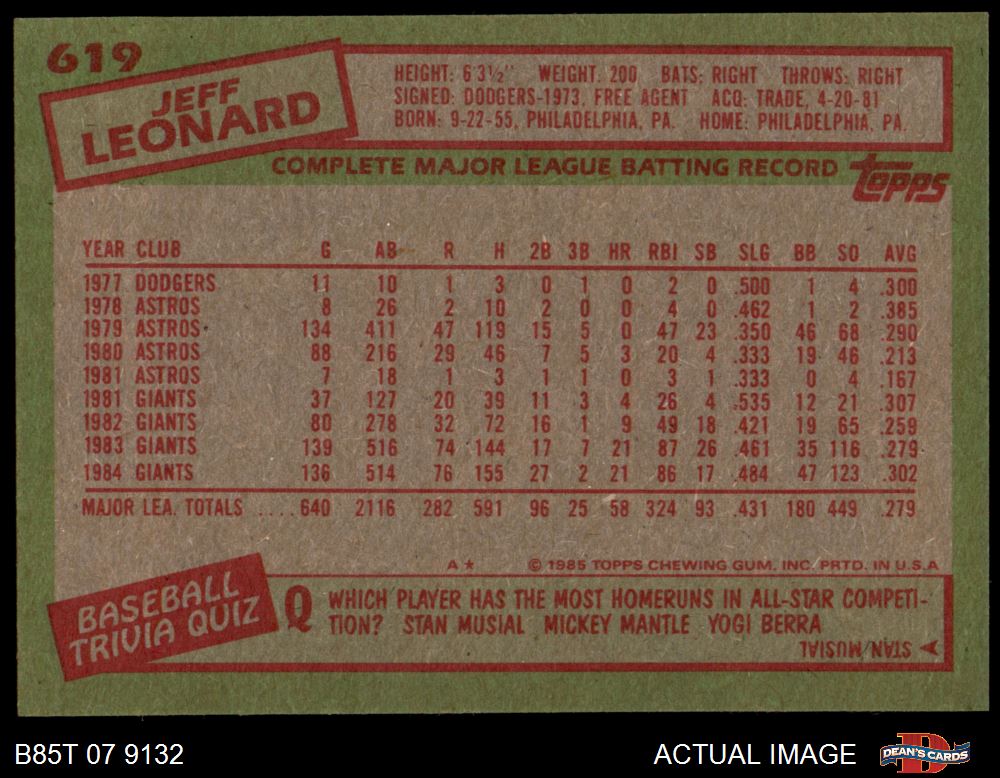 619
JEFF
LEONARD
HEIGHT: 6'3½" WEIGHT: 200 BATS: RIGHT THROWS: RIGHT
SIGNED: DODGERS-1973, FREE AGENT ACQ: TRADE, 4-20-81
BORN: 9-22-55, PHILADELPHIA, PA. HOME: PHILADELPHIA, PA.
COMPLETE MAJOR LEAGUE BATTING RECORD topps
YEAR CLUB G AB R H 2B 3B HR RBI SB SLG BB SO AVG
1977 DODGERS 11 10 1 3 0 1 0 2 0 .500 1 4 .300
1978 ASTROS 8 26 2 10 2 0 0 4 0 .462 1 2 .385
1979 ASTROS 134 411 47 119 15 5 0 47 23 .350 46 68 .290
1980 ASTROS 88 216 29 46 7 5 3 20 4 .333 19 46 .213
1981 ASTROS 7 18 1 3 1 1 0 3 1 .333 0 4 .167
1981 GIANTS 37 127 20 39 11 3 4 26 4 .535 12 21 .307
1982 GIANTS 80 278 32 72 16 1 9 49 18 .421 19 65 .259
1983 GIANTS 139 516 74 144 17 7 21 87 26 .461 35 116 .279
1984 GIANTS 136 514 76 155 27 2 21 86 17 .484 47 123 .302
MAJOR LEA. TOTALS ....640 2116 282 591 96 25 58 324 93 .431 180 449 .279
A★ © 1985 TOPPS CHEWING GUM, INC. PRTD. IN U.S.A
BASEBALL
TRIVIA QUIZ
Q WHICH PLAYER HAS THE MOST HOMERUNS IN ALL-STAR COMPETI-
TION? STAN MUSIAL MICKEY MANTLE YOGI BERRA
STAN/MUSIAL
B85T 07 9132 ACTUAL IMAGE DEAN'S CARDS